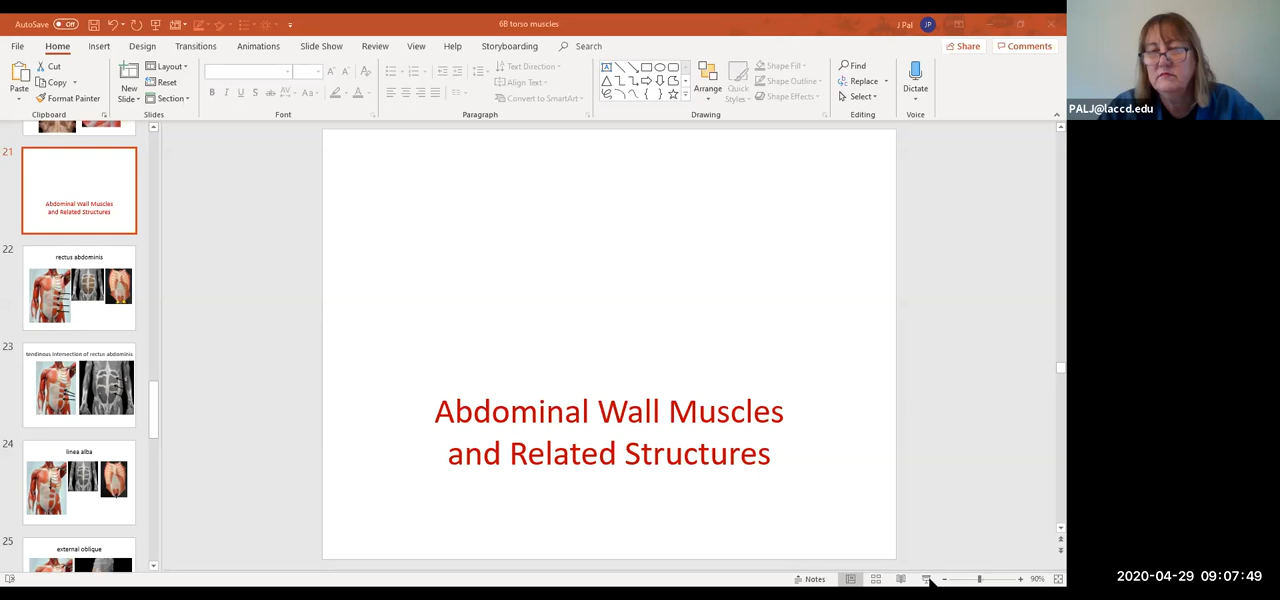 AutoSave Off
6B torso muscles
J Pal JP
File Home Insert Design Transitions Animations Slide Show Review View Help Storyboarding Search
Share Comments
Paste
Cut
Copy
Format Painter
Clipboard
New Slide
Layout
Reset
Section
Slides
B I U S ab AV Aa A
Font
Text Direction
Align Text
Convert to SmartArt
Paragraph
Arrange
Quick Styles
Shape Fill
Shape Outline
Shape Effects
Drawing
Find
Replace
Select
Editing
Dictate
Voice
PALJ@laccd.edu
21
Abdominal Wall Muscles
and Related Structures
22
rectus abdominis
23
tendinous intersection of rectus abdominis
24
linea alba
25
external oblique
Abdominal Wall Muscles
and Related Structures
Notes
90%
2020-04-29 09:07:49